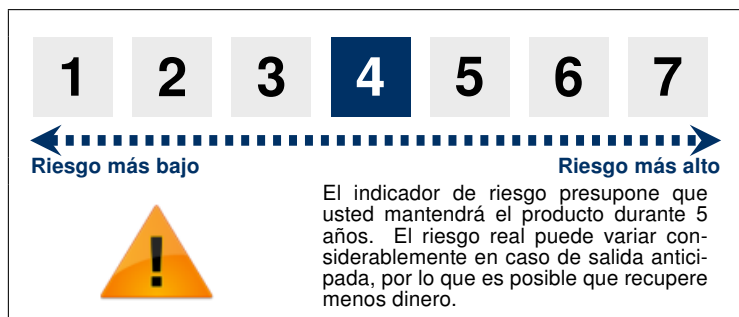 1 2 3 4 5 6 7
Riesgo más bajo Riesgo más alto
El indicador de riesgo presupone que
usted mantendrá el producto durante 5
años. El riesgo real puede variar con-
siderablemente en caso de salida antici-
pada, por lo que es posible que recupere
menos dinero.
!